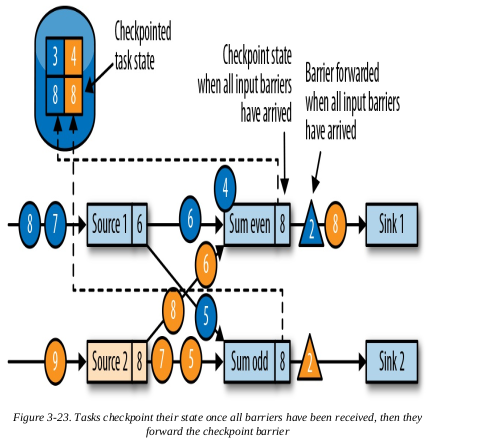 Checkpointed
task state
3 4
8 8
Checkpoint state
when all input barriers
have arrived
Barrier forwarded
when all input barriers
have arrived
4
8 7 Source 1 6 6 Sum even 8 2 8 Sink 1
6
8
5
9 Source 2 8 7 5 Sum odd 8 2 Sink 2
Figure 3-23. Tasks checkpoint their state once all barriers have been received, then they
forward the checkpoint barrier